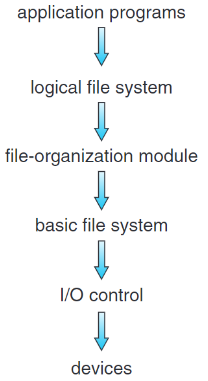 application programs
logical file system
file-organization module
basic file system
I/O control
devices